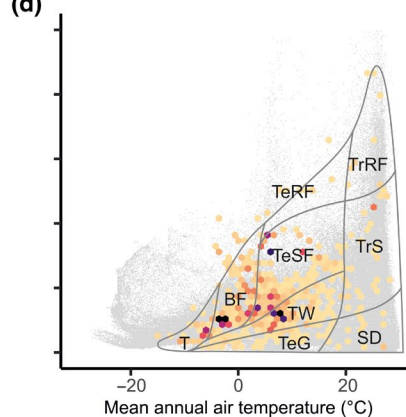 (d)
TrRF
TeRF
TrS
TeSF
BF
TW
T
TeG
SD
−20
0
20
Mean annual air temperature (°C)